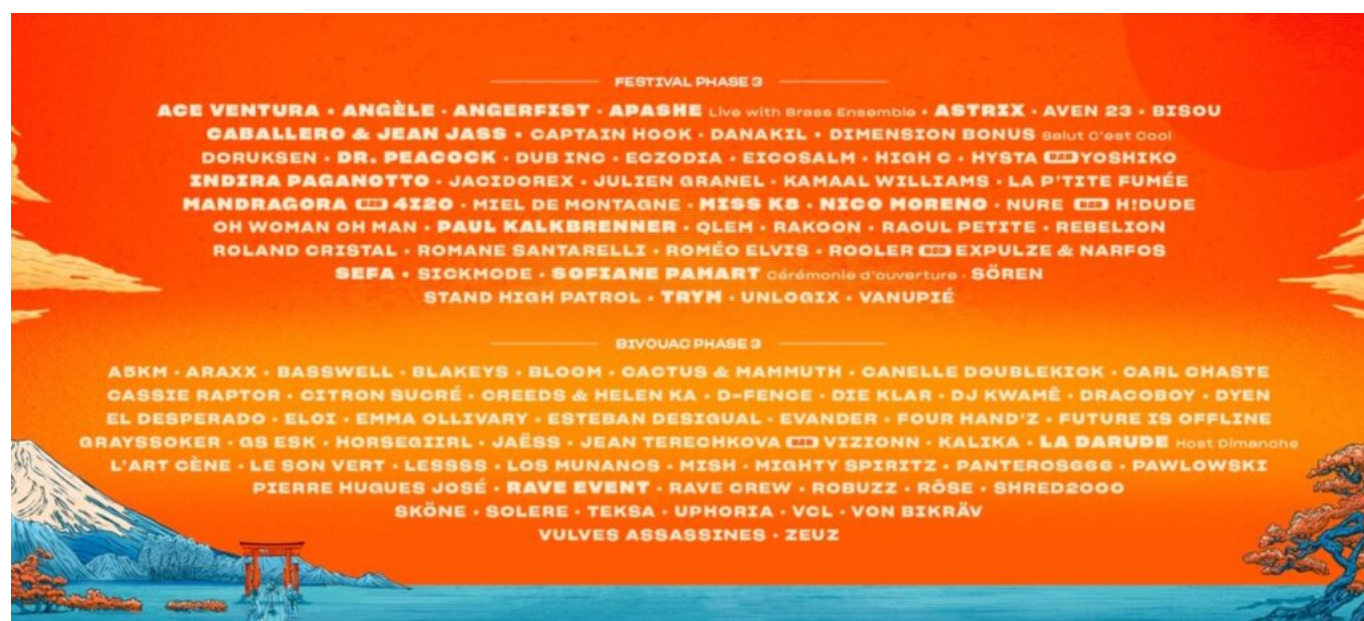 FESTIVAL PHASE 3
ACE VENTURA • ANGÈLE • ANGERFIST • APASHE Live with Brass Ensemble • ASTRIX • AVEN 23 • BISOU
CABALLERO & JEAN JASS • CAPTAIN HOOK • DANAKIL • DIMENSION BONUS Salut C'est Cool
DORUKSEN • DR. PEACOCK • DUB INC • ECZODIA • EICOSALM • HIGH C • HYSTA B2B YOSHIKO
INDIRA PAGANOTTO • JACIDOREX • JULIEN GRANEL • KAMAAL WILLIAMS • LA P'TITE FUMÉE
MANDRAGORA B2B 4I20 • MIEL DE MONTAGNE • MISS K8 • NICO MORENO • NURE B2B H!DUDE
OH WOMAN OH MAN • PAUL KALKBRENNER • QLEM • RAKOON • RAOUL PETITE • REBELION
ROLAND CRISTAL • ROMANE SANTARELLI • ROMÉO ELVIS • ROOLER B2B EXPULZE & NARFOS
SEFA • SICKMODE • SOFIANE PAMART Cérémonie d'ouverture • SÖREN
STAND HIGH PATROL • TRYM • UNLOGIX • VANUPIÉ
BIVOUAC PHASE 3
A5KM • ARAXX • BASSWELL • BLAKEYS • BLOOM • CACTUS & MAMMUTH • CANELLE DOUBLEKICK • CARL CHASTE
CASSIE RAPTOR • CITRON SUCRÉ • CREEDS & HELEN KA • D-FENCE • DIE KLAR • DJ KWAMÊ • DRACOBOY • DYEN
EL DESPERADO • ELOI • EMMA OLLIVARY • ESTEBAN DESIGUAL • EVANDER • FOUR HAND'Z • FUTURE IS OFFLINE
GRAYSSOKER • GS ESK • HORSEGIIRL • JAËSS • JEAN TERECHKOVA B2B VIZIONN • KALIKA • LA DARUDE Host Dimanche
L'ART CÈNE • LE SON VERT • LESSSS • LOS MUNANOS • MISH • MIGHTY SPIRITZ • PANTEROS666 • PAWLOWSKI
PIERRE HUGUES JOSÉ • RAVE EVENT • RAVE CREW • ROBUZZ • RÕSE • SHRED2000
SKÖNE • SOLERE • TEKSA • UPHORIA • VCL • VON BIKRÄV
VULVES ASSASSINES • ZEUZ